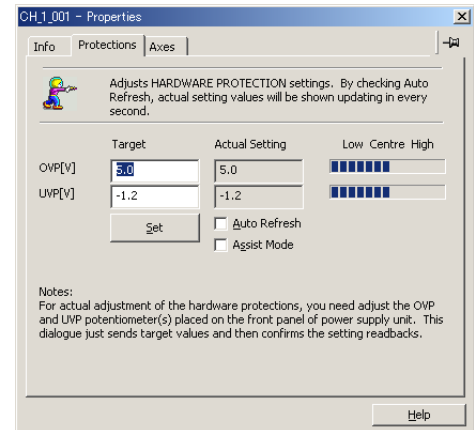 CH_1_001 - Properties
Info Protections Axes
Adjusts HARDWARE PROTECTION settings. By checking Auto
Refresh, actual setting values will be shown updating in every
second.
Target Actual Setting Low Centre High
OVP[V] 5.0 5.0
UVP[V] -1.2 -1.2
Set Auto Refresh
Assist Mode
Notes:
For actual adjustment of the hardware protections, you need adjust the OVP
and UVP potentiometer(s) placed on the front panel of power supply unit. This
dialogue just sends target values and then confirms the setting readbacks.
Help